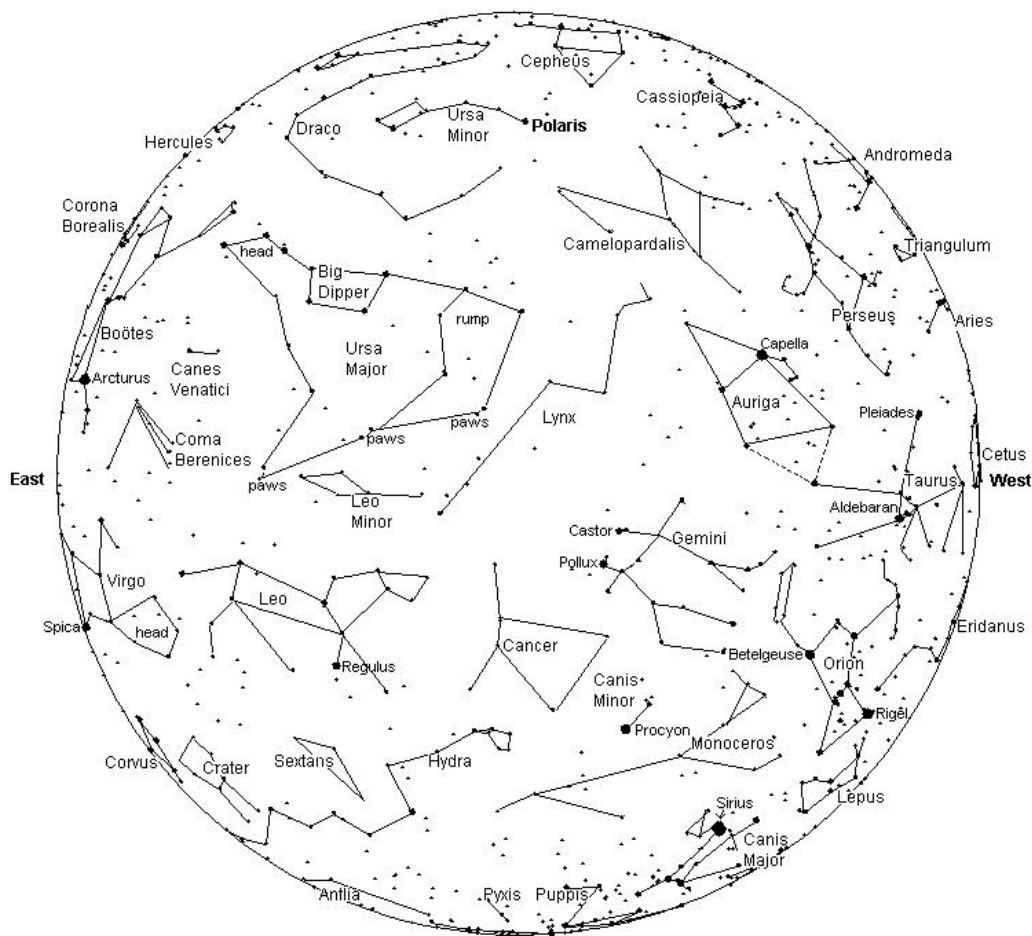 Cepheus
Cassiopeia
Ursa
Minor
Polaris
Draco
Hercules
Andromeda
Corona
Borealis
head
Camelopardalis
Triangulum
Big
Dipper
rump
Perseus
Aries
Boötes
Ursa
Major
Capella
Canes
Venatici
Arcturus
Auriga
Lynx
Pleiades
paws
paws
Coma
Berenices
Cetus
East
West
paws
Taurus
Leo
Minor
Aldebaran
Castor
Gemini
Pollux
Virgo
Leo
Spica
head
Eridanus
Cancer
Betelgeuse
Orion
Regulus
Canis
Minor
Rigel
Procyon
Monoceros
Corvus
Crater
Sextans
Hydra
Lepus
Sirius
Canis
Major
Antlia
Pyxis
Puppis